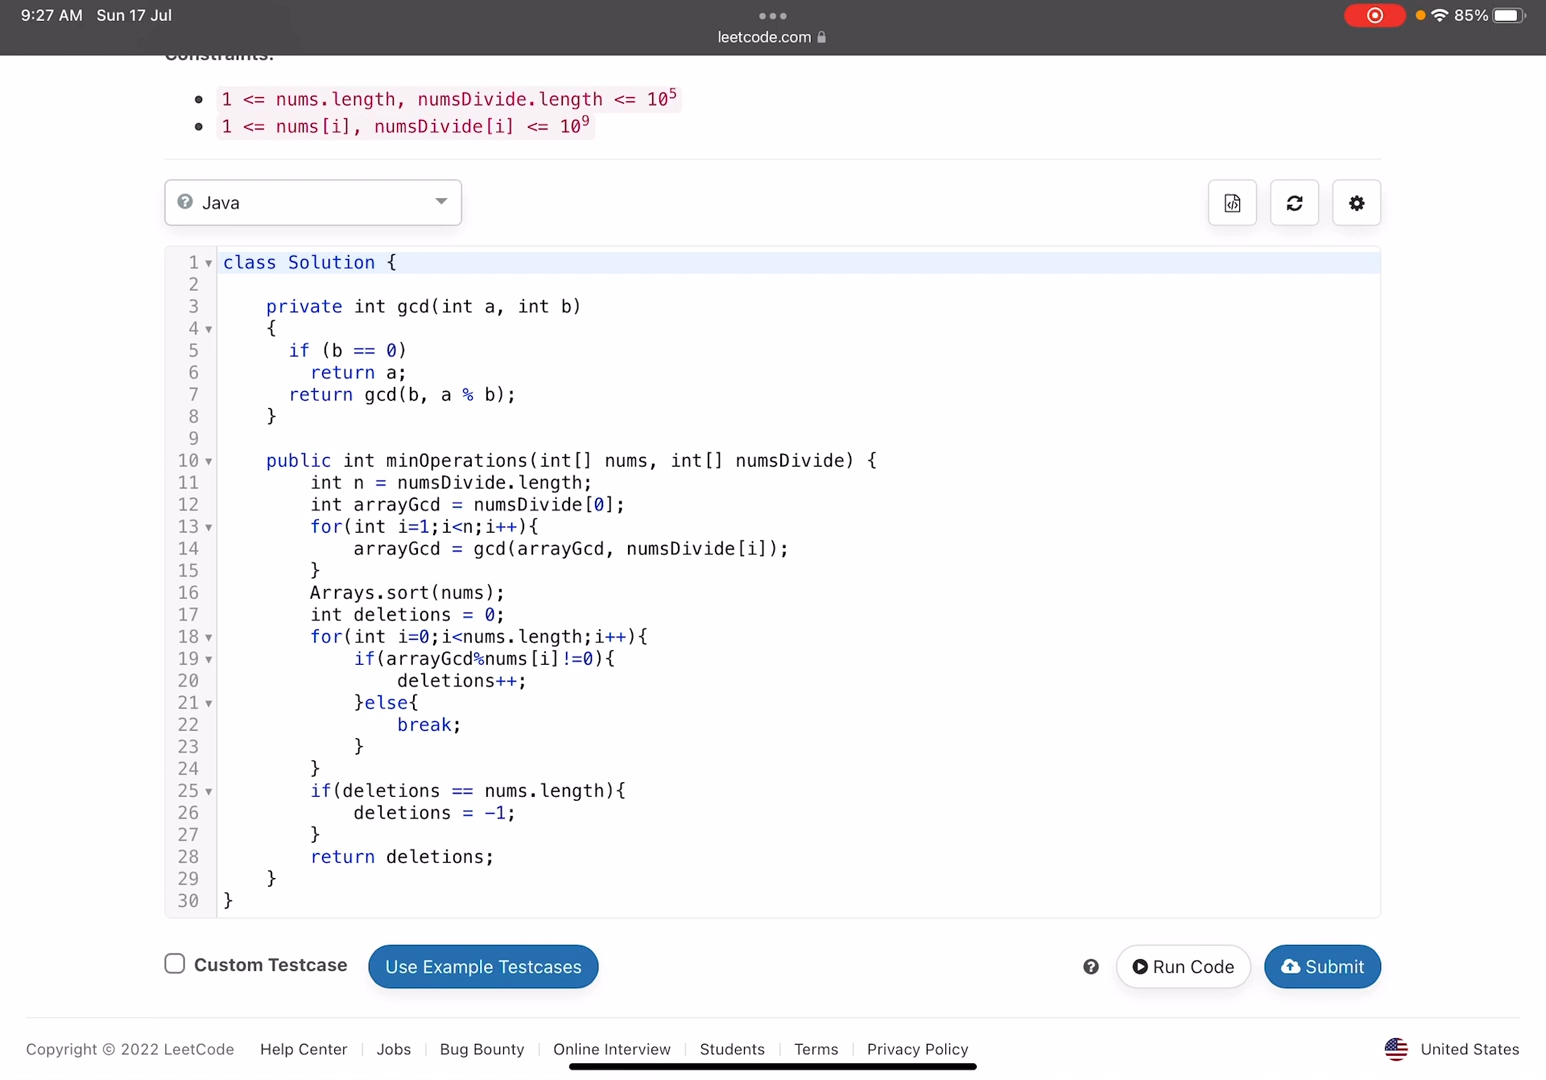 9:27 AM Sun 17 Jul
85%
leetcode.com
Constraints:
1 <= nums.length, numsDivide.length <= 10⁵
1 <= nums[i], numsDivide[i] <= 10⁹
? Java
1 class Solution {
2
3 private int gcd(int a, int b)
4 {
5 if (b == 0)
6 return a;
7 return gcd(b, a % b);
8 }
9
10 public int minOperations(int[] nums, int[] numsDivide) {
11 int n = numsDivide.length;
12 int arrayGcd = numsDivide[0];
13 for(int i=1;i<n;i++){
14 arrayGcd = gcd(arrayGcd, numsDivide[i]);
15 }
16 Arrays.sort(nums);
17 int deletions = 0;
18 for(int i=0;i<nums.length;i++){
19 if(arrayGcd%nums[i]!=0){
20 deletions++;
21 }else{
22 break;
23 }
24 }
25 if(deletions == nums.length){
26 deletions = -1;
27 }
28 return deletions;
29 }
30 }
Custom Testcase Use Example Testcases ? Run Code Submit
Copyright © 2022 LeetCode Help Center | Jobs | Bug Bounty | Online Interview | Students | Terms | Privacy Policy United States